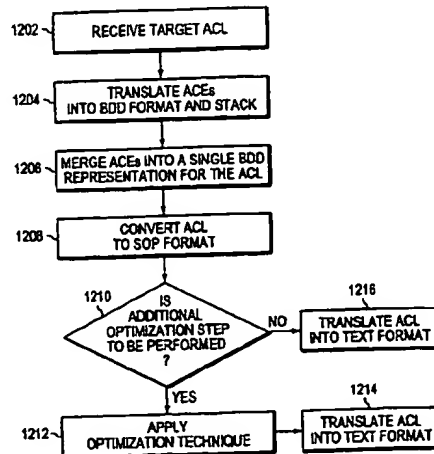 1202
RECEIVE TARGET ACL
1204
TRANSLATE ACEs
INTO BDD FORMAT AND STACK
1206
MERGE ACEs INTO A SINGLE BDD
REPRESENTATION FOR THE ACL
1208
CONVERT ACL
TO SOP FORMAT
1210
IS
ADDITIONAL
OPTIMIZATION STEP
TO BE PERFORMED
?
NO
1216
TRANSLATE ACL
INTO TEXT FORMAT
YES
1212
APPLY
OPTIMIZATION TECHNIQUE
1214
TRANSLATE ACL
INTO TEXT FORMAT